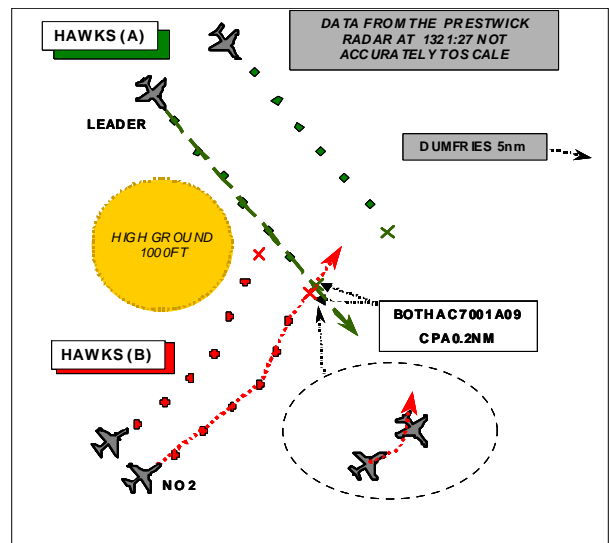 HAWKS (A)
DATA FROM THE PRESTWICK
RADAR AT 1321:27 NOT
ACCURATELY TO SCALE
LEADER
DUMFRIES 5nm
HIGH GROUND
1000FT
BOTH AC 7001 A09
CPA 0.2NM
HAWKS (B)
NO 2